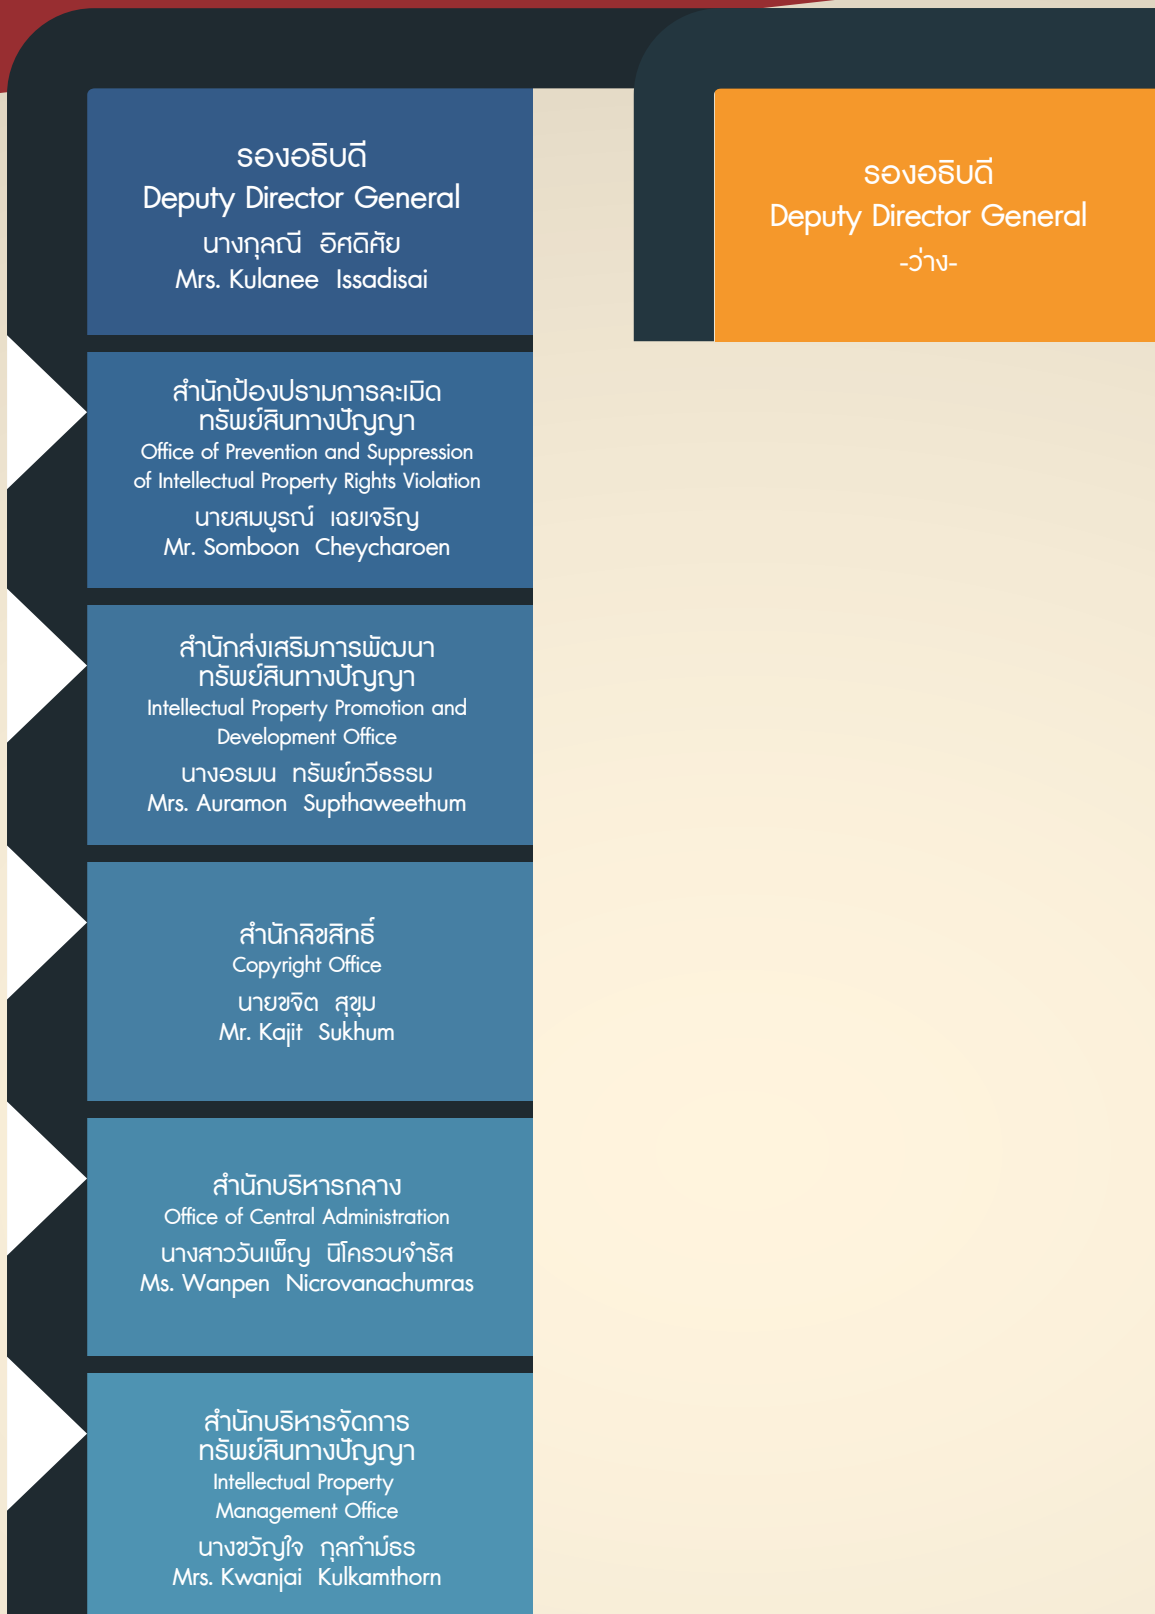 รองอธิบดี
Deputy Director General
นางกุลณี อิศดิศัย
Mrs. Kulanee Issadisai
สำนักป้องปรามการละเมิด
ทรัพย์สินทางปัญญา
Office of Prevention and Suppression
of Intellectual Property Rights Violation
นายสมบูรณ์ เฉยเจริญ
Mr. Somboon Cheycharoen
สำนักส่งเสริมการพัฒนา
ทรัพย์สินทางปัญญา
Intellectual Property Promotion and
Development Office
นางอรมน ทรัพย์ทวีธรรม
Mrs. Auramon Supthaweethum
สำนักลิขสิทธิ์
Copyright Office
นายขจิต สุขุม
Mr. Kajit Sukhum
สำนักบริหารกลาง
Office of Central Administration
นางสาววันเพ็ญ นิโครวนจำรัส
Ms. Wanpen Nicrovanachumras
สำนักบริหารจัดการ
ทรัพย์สินทางปัญญา
Intellectual Property
Management Office
นางขวัญใจ กุลกำม์ธร
Mrs. Kwanjai Kulkamthorn
รองอธิบดี
Deputy Director General
-ว่าง-